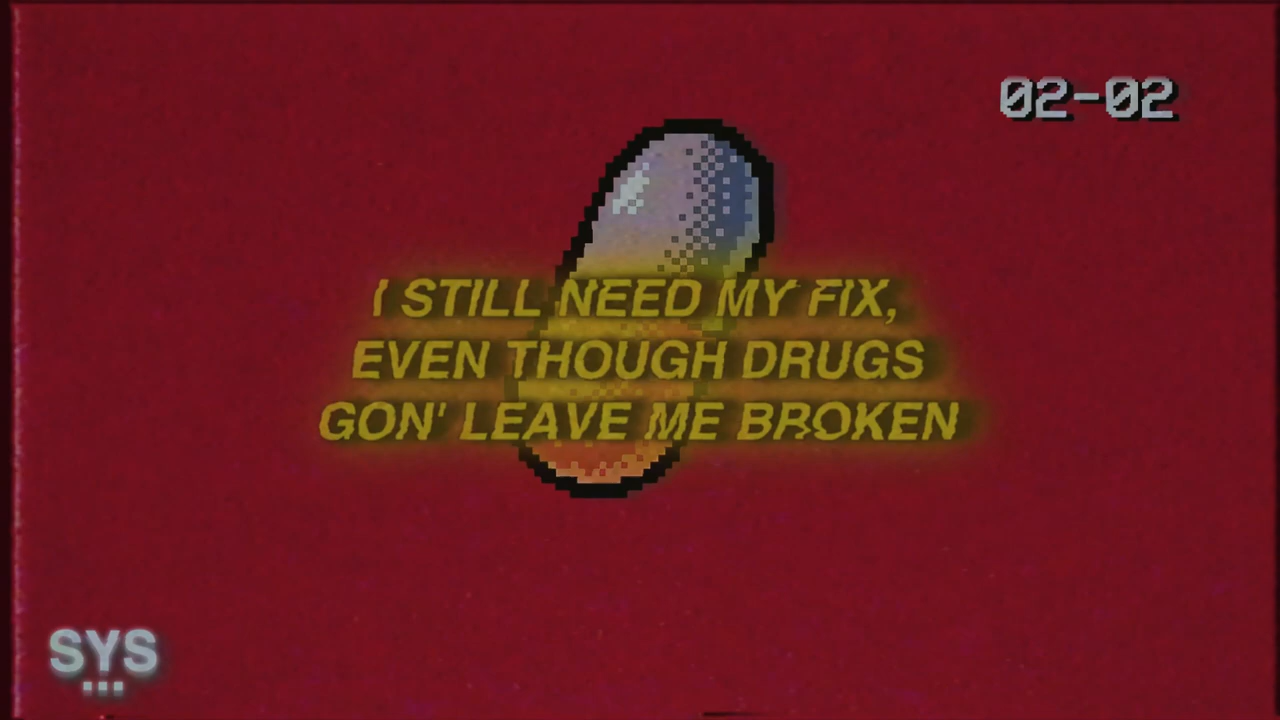 02-02
I STILL NEED MY FIX,
EVEN THOUGH DRUGS
GON' LEAVE ME BROKEN
SYS
...